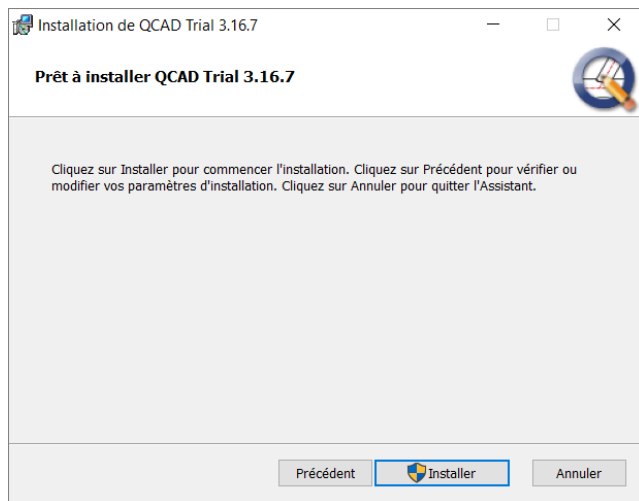 Installation de QCAD Trial 3.16.7
Prêt à installer QCAD Trial 3.16.7
Cliquez sur Installer pour commencer l'installation. Cliquez sur Précédent pour vérifier ou
modifier vos paramètres d'installation. Cliquez sur Annuler pour quitter l'Assistant.
Précédent Installer Annuler